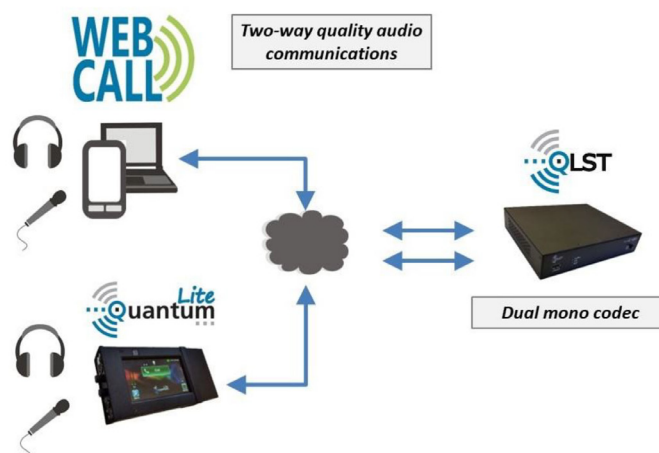 WEB
CALL
Two-way quality audio
communications
QLST
Lite
Quantum
Dual mono codec